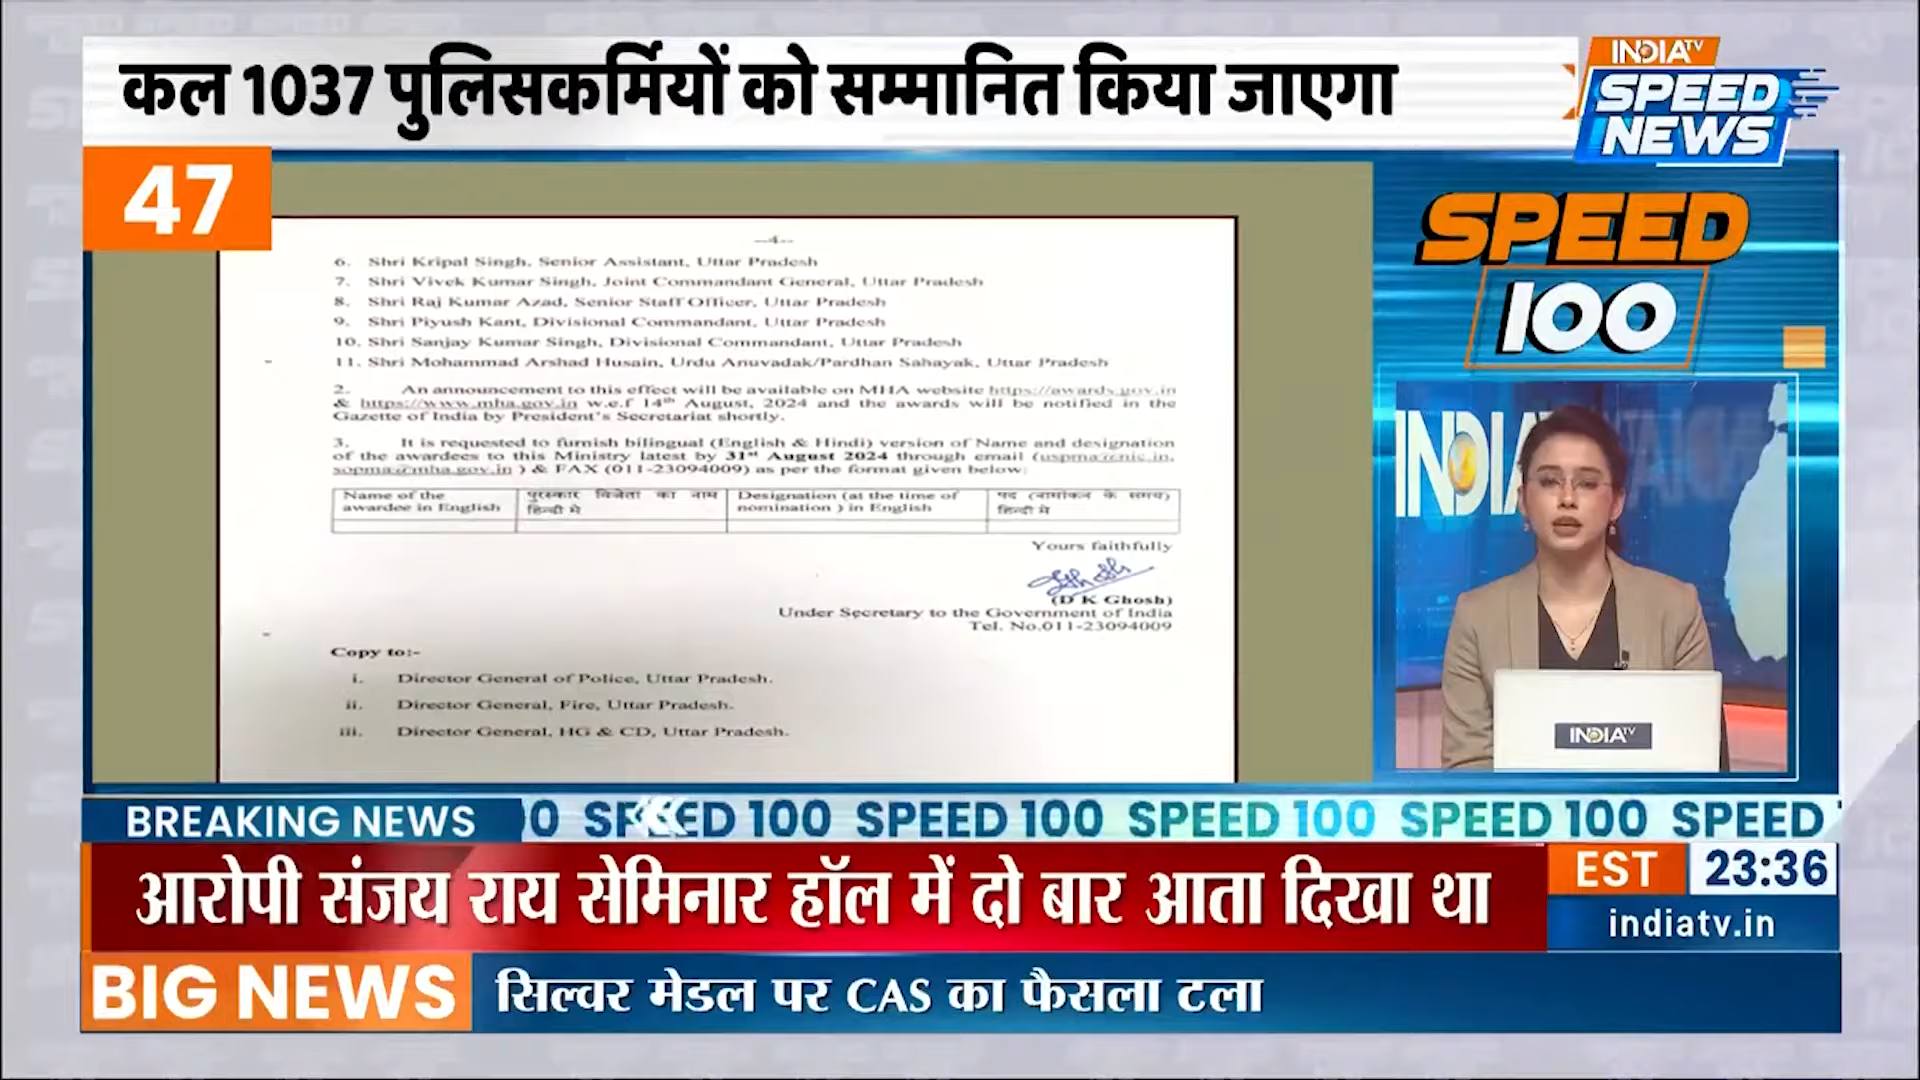 कल 1037 पुलिसकर्मियों को सम्मानित किया जाएगा
INDIA TV
SPEED
NEWS
47
SPEED
100
--4--
6. Shri Kripal Singh, Senior Assistant, Uttar Pradesh
7. Shri Vivek Kumar Singh, Joint Commandant General, Uttar Pradesh
8. Shri Raj Kumar Azad, Senior Staff Officer, Uttar Pradesh
9. Shri Piyush Kant, Divisional Commandant, Uttar Pradesh
10. Shri Sanjay Kumar Singh, Divisional Commandant, Uttar Pradesh
11. Shri Mohammad Arshad Husain, Urdu Anuvadak/Pardhan Sahayak, Uttar Pradesh
2. An announcement to this effect will be available on MHA website https://awards.gov.in
& https://www.mha.gov.in w.e.f 14th August, 2024 and the awards will be notified in the
Gazette of India by President's Secretariat shortly.
3. It is requested to furnish bilingual (English & Hindi) version of Name and designation
of the awardees to this Ministry latest by 31st August 2024 through email (uspma@nic.in,
sopma@mha.gov.in ) & FAX (011-23094009) as per the format given below:
Name of the
awardee in English
पुरस्कार विजेता का नाम
हिन्दी मे
Designation (at the time of
nomination ) in English
पद (नामांकन के समय)
हिन्दी मे
Yours faithfully
(D K Ghosh)
Under Secretary to the Government of India
Tel. No.011-23094009
Copy to:-
i. Director General of Police, Uttar Pradesh.
ii. Director General, Fire, Uttar Pradesh.
iii. Director General, HG & CD, Uttar Pradesh.
INDIA
INDIA TV
BREAKING NEWS
00 SPEED 100 SPEED 100 SPEED 100 SPEED 100 SPEED
आरोपी संजय राय सेमिनार हॉल में दो बार आता दिखा था
EST 23:36
indiatv.in
BIG NEWS
सिल्वर मेडल पर CAS का फैसला टला